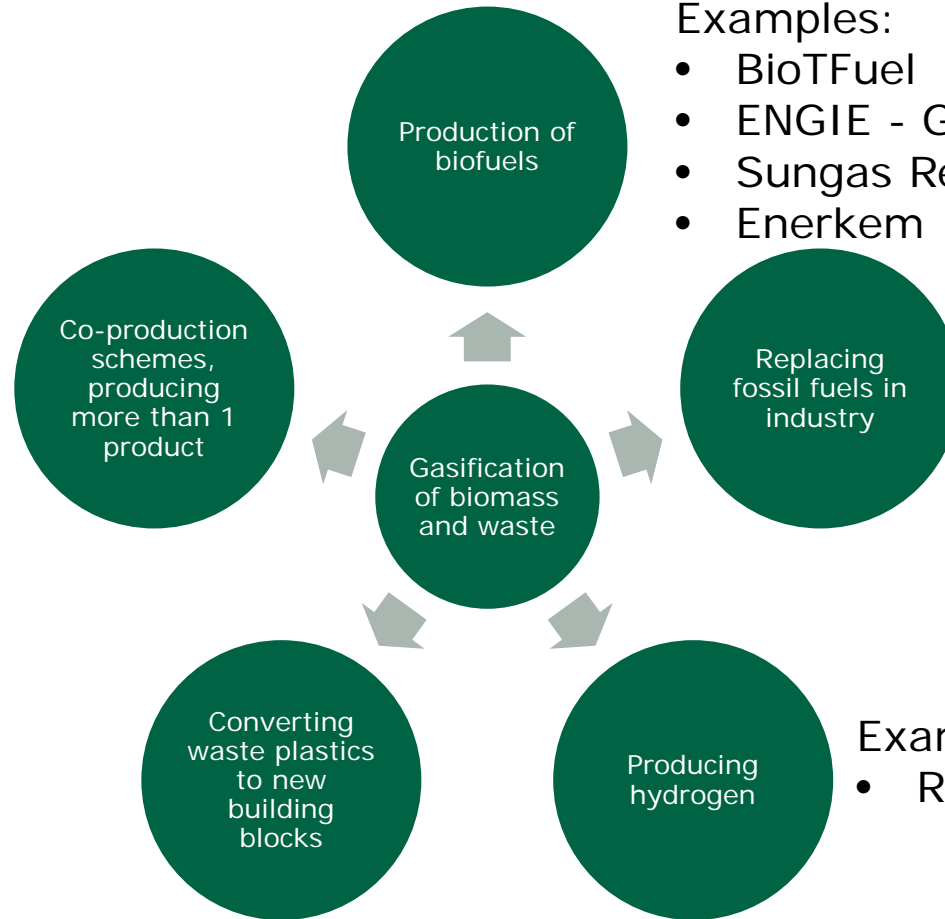 Examples:
• BioTFuel
• ENGIE -
• Sungas
• Enerkem
Production of
biofuels
Co-production
schemes,
producing
more than 1
product
Replacing
fossil fuels in
industry
Gasification
of biomass
and waste
Converting
waste plastics
to new
building
blocks
Producing
hydrogen